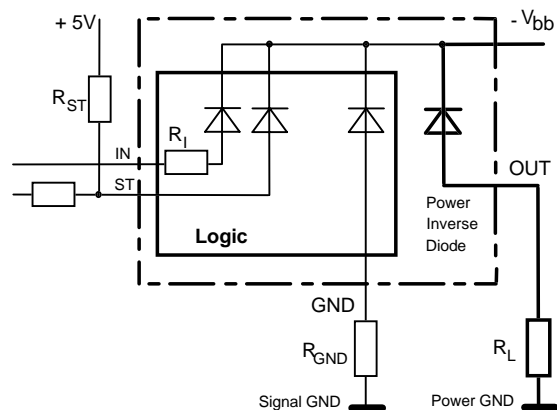 + 5V
- Vbb
RST
IN
RI
ST
OUT
Logic
Power
Inverse
Diode
GND
RGND
RL
Signal GND
Power GND